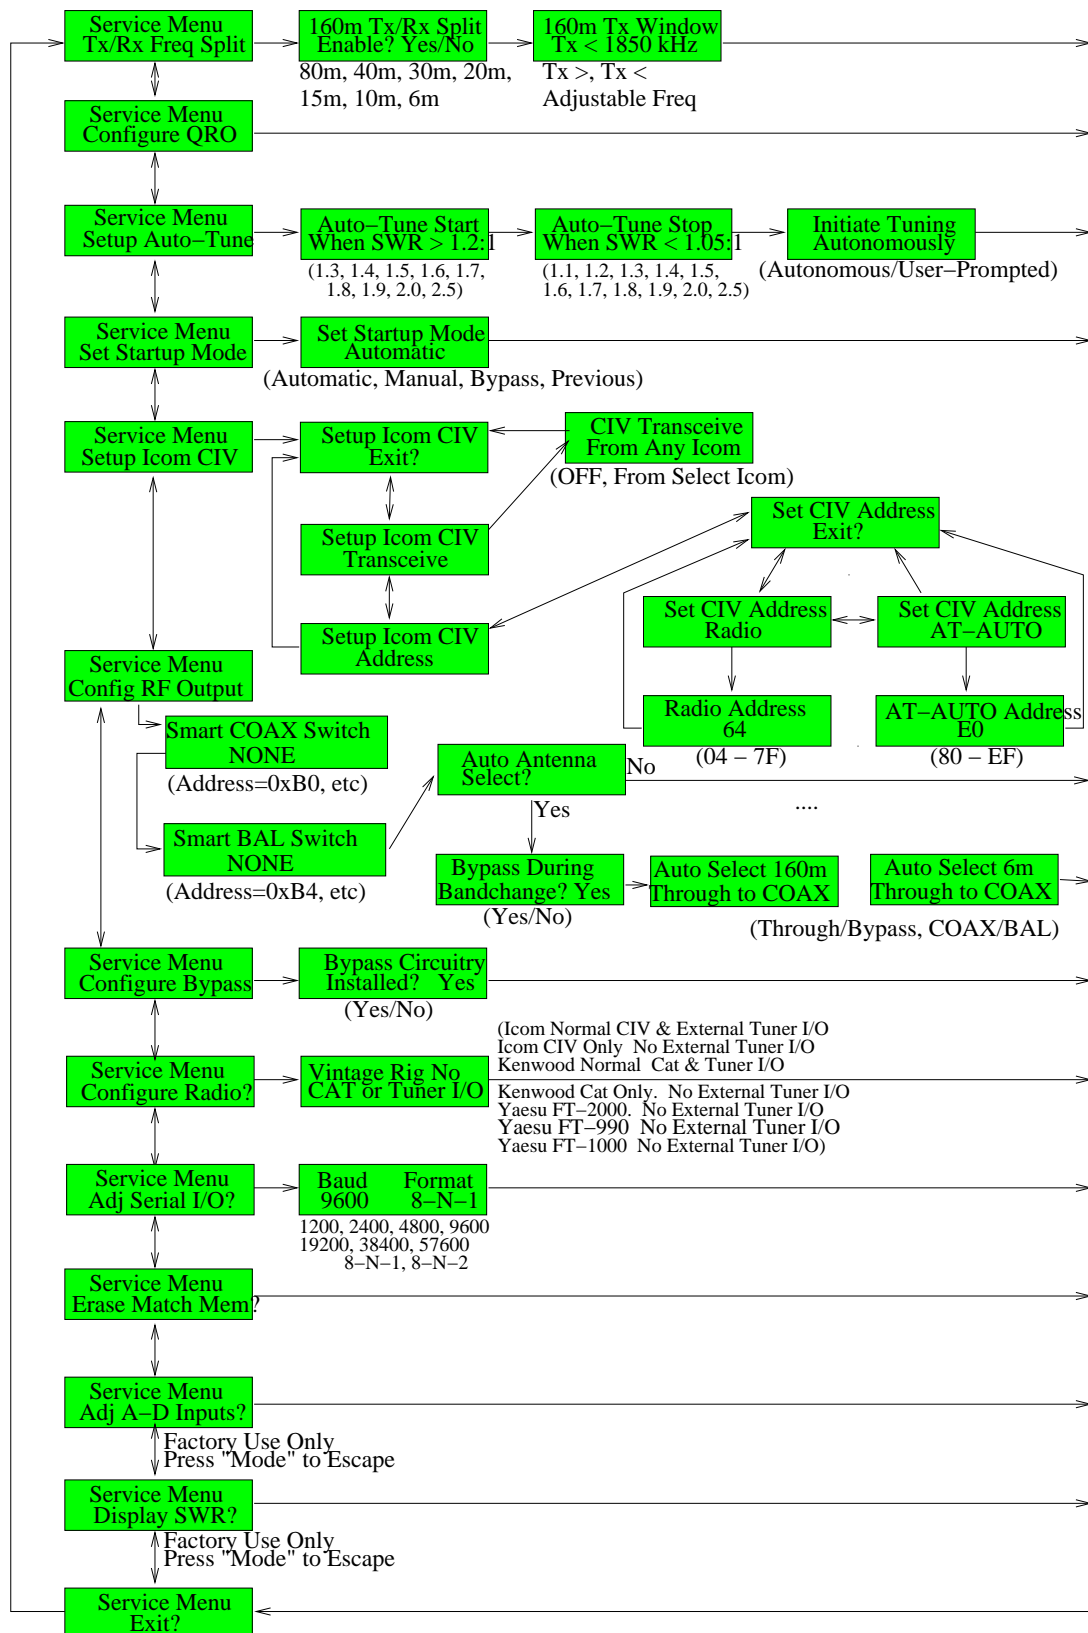 Service Menu
Tx/Rx Freq Split
160m Tx/Rx Split
Enable? Yes/No
160m Tx Window
Tx < 1850 kHz
80m, 40m, 30m, 20m,
15m, 10m, 6m
Tx >, Tx <
Adjustable Freq
Service Menu
Configure QRO
Service Menu
Setup Auto−Tune
Auto−Tune Start
When SWR > 1.2:1
Auto−Tune Stop
When SWR < 1.05:1
Initiate Tuning
Autonomously
(1.3, 1.4, 1.5, 1.6, 1.7,
1.8, 1.9, 2.0, 2.5)
(1.1, 1.2, 1.3, 1.4, 1.5,
1.6, 1.7, 1.8, 1.9, 2.0, 2.5)
(Autonomous/User−Prompted)
Service Menu
Set Startup Mode
Set Startup Mode
Automatic
(Automatic, Manual, Bypass, Previous)
Service Menu
Setup Icom CIV
Setup Icom CIV
Exit?
CIV Transceive
From Any Icom
(OFF, From Select Icom)
Setup Icom CIV
Transceive
Set CIV Address
Exit?
Setup Icom CIV
Address
Set CIV Address
Radio
Set CIV Address
AT−AUTO
Radio Address
64
(04 − 7F)
AT−AUTO Address
E0
(80 − EF)
Service Menu
Config RF Output
Smart COAX Switch
NONE
(Address=0xB0, etc)
Smart BAL Switch
NONE
(Address=0xB4, etc)
Auto Antenna
Select?
No
Yes
....
Bypass During
Bandchange? Yes
(Yes/No)
Auto Select 160m
Through to COAX
Auto Select 6m
Through to COAX
(Through/Bypass, COAX/BAL)
Service Menu
Configure Bypass
Bypass Circuitry
Installed? Yes
(Yes/No)
Service Menu
Configure Radio?
Vintage Rig No
CAT or Tuner I/O
(Icom Normal CIV & External Tuner I/O
Icom CIV Only No External Tuner I/O
Kenwood Normal Cat & Tuner I/O
Kenwood Cat Only. No External Tuner I/O
Yaesu FT−2000. No External Tuner I/O
Yaesu FT−990 No External Tuner I/O
Yaesu FT−1000 No External Tuner I/O)
Service Menu
Adj Serial I/O?
Baud Format
9600 8−N−1
1200, 2400, 4800, 9600
19200, 38400, 57600
8−N−1, 8−N−2
Service Menu
Erase Match Mem?
Service Menu
Adj A−D Inputs?
Factory Use Only
Press "Mode" to Escape
Service Menu
Display SWR?
Factory Use Only
Press "Mode" to Escape
Service Menu
Exit?